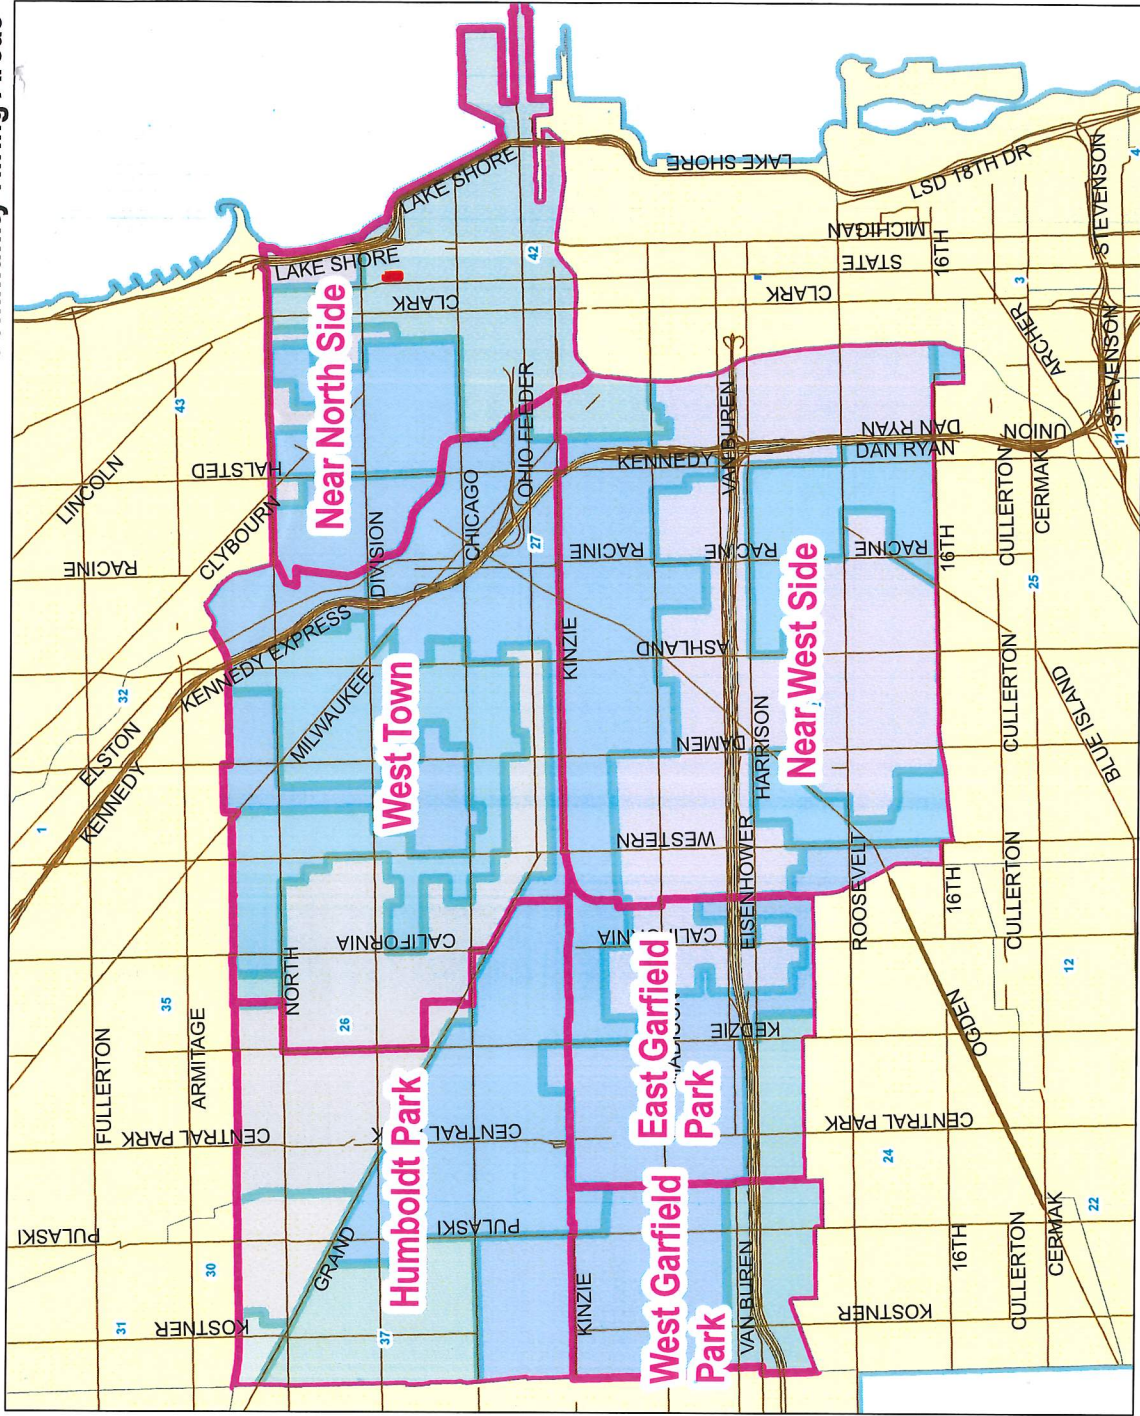 LINCOLN
43
HALSTED
CLYBOURN
RACINE
32
ELSTON
KENNEDY
1
KENNEDY EXPRESS
35
FULLERTON
ARMITAGE
CENTRAL PARK
PULASKI
30
31
KOSTNER
LAKE SHORE
LAKE SHORE
CLARK
42
Near North Side
DIVISION
CHICAGO
OHIO FEEDER
27
MILWAUKEE
West Town
CALIFORNIA
NORTH
26
Humboldt Park
CENTRAL
K
GRAND
PULASKI
37
KINZIE
KINZIE
LAKE SHORE
LSD 18TH DR
MICHIGAN
STATE
CLARK
16TH
3
ARCHER
STEVENSON
STEVENSON
4
11
VAN BUREN
KENNEDY
DAN RYAN
DAN RYAN
UNION
RACINE
RACINE
RACINE
16TH
CULLERTON
CERMAK
25
ASHLAND
Near West Side
DAMEN
HARRISON
WESTERN
EISENHOWER
ROOSEVELT
CULLERTON
BLUE ISLAND
16TH
CULLERTON
CALIFORNIA
East Garfield
Park
KEDZIE
OGDEN
12
CENTRAL PARK
24
West Garfield
Park
VAN BUREN
KOSTNER
16TH
CULLERTON
CERMAK
22